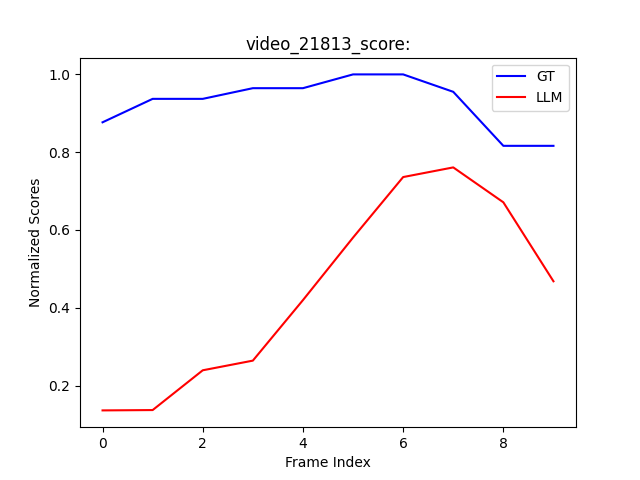 video_21813_score:
GT
LLM
1.0
0.8
0.6
0.4
0.2
Normalized Scores
0 2 4 6 8
Frame Index